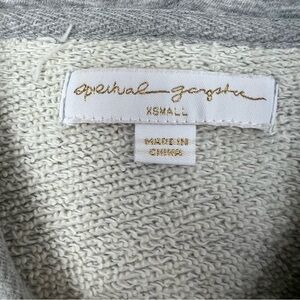 spiritual gangster
XSMALL
MADE IN
CHINA